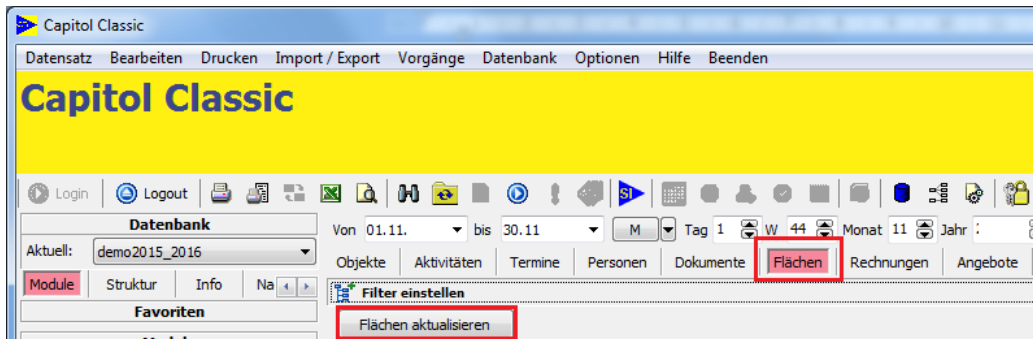 Capitol Classic
Datensatz Bearbeiten Drucken Import / Export Vorgänge Datenbank Optionen Hilfe Beenden
Capitol Classic
Login Logout SI
Datenbank
Von 01.11. bis 30.11 M Tag 1 W 44 Monat 11 Jahr
Aktuell: demo2015_2016
Objekte Aktivitäten Termine Personen Dokumente Flächen Rechnungen Angebote
Module Struktur Info Na
Filter einstellen
Favoriten
Flächen aktualisieren